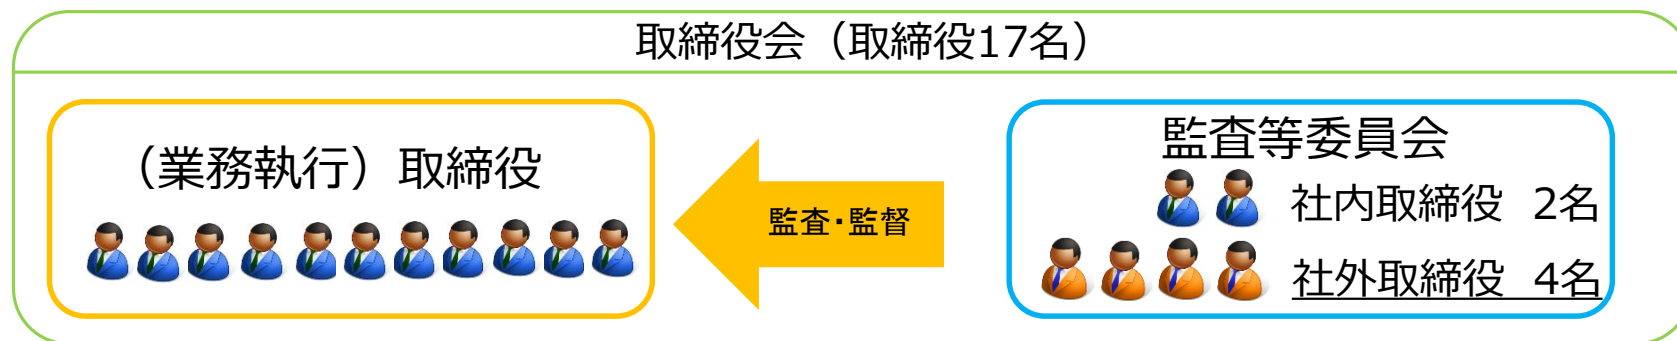 取締役会（取締役17名）
（業務執行）取締役
監査・監督
監査等委員会
社内取締役 2名
社外取締役 4名